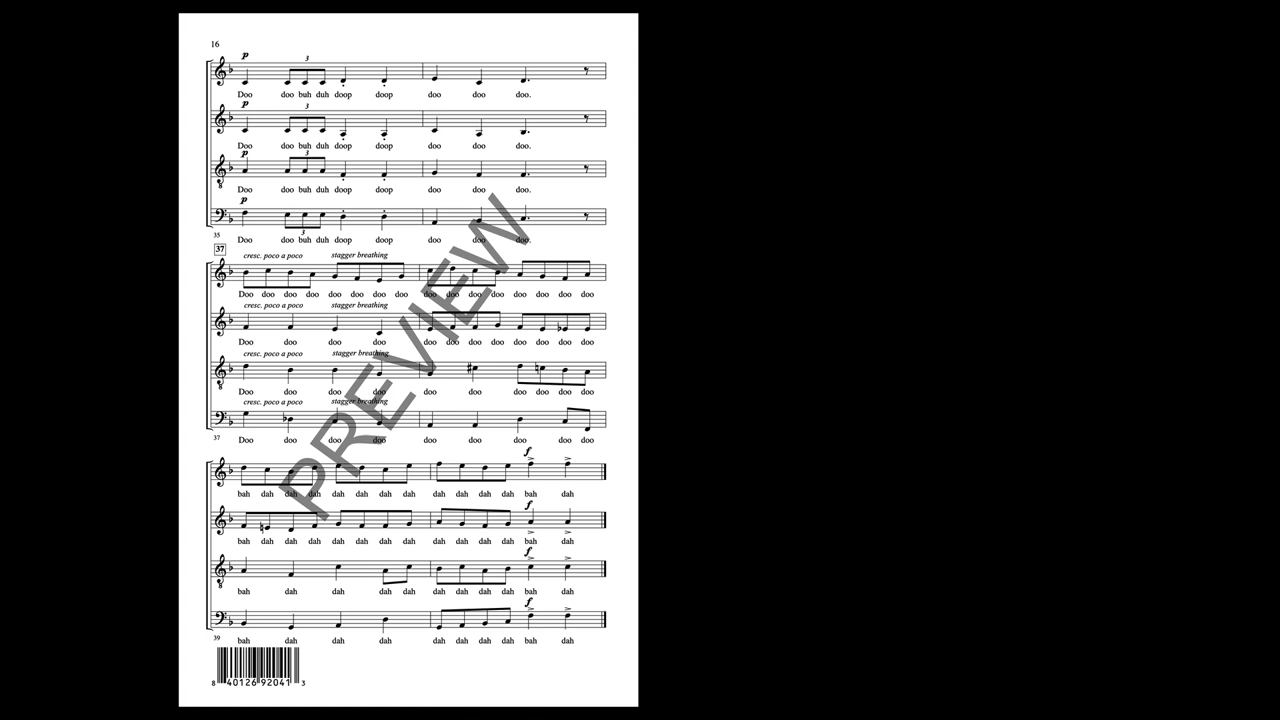 16
p
3
Doo doo buh duh doop doop doo doo doo.
p
3
Doo doo buh duh doop doop doo doo doo.
p
3
Doo doo buh duh doop doop doo doo doo.
8
p
3
35
Doo doo buh duh doop doop doo doo doo.
37
cresc. poco a poco stagger breathing
Doo doo doo doo doo doo doo doo doo doo doo doo doo doo doo doo
cresc. poco a poco stagger breathing
Doo doo doo doo doo doo doo doo doo doo doo doo
cresc. poco a poco stagger breathing
8
Doo doo doo doo doo doo doo doo doo doo
cresc. poco a poco stagger breathing
37
Doo doo doo doo doo doo doo doo doo
f
bah dah dah dah dah dah dah dah dah dah dah dah bah dah
f
bah dah dah dah dah dah dah dah dah dah dah dah bah dah
f
8
bah dah dah dah dah dah dah dah bah dah
f
39
bah dah dah dah dah dah dah dah bah dah
8 40126 92041 3
PREVIEW